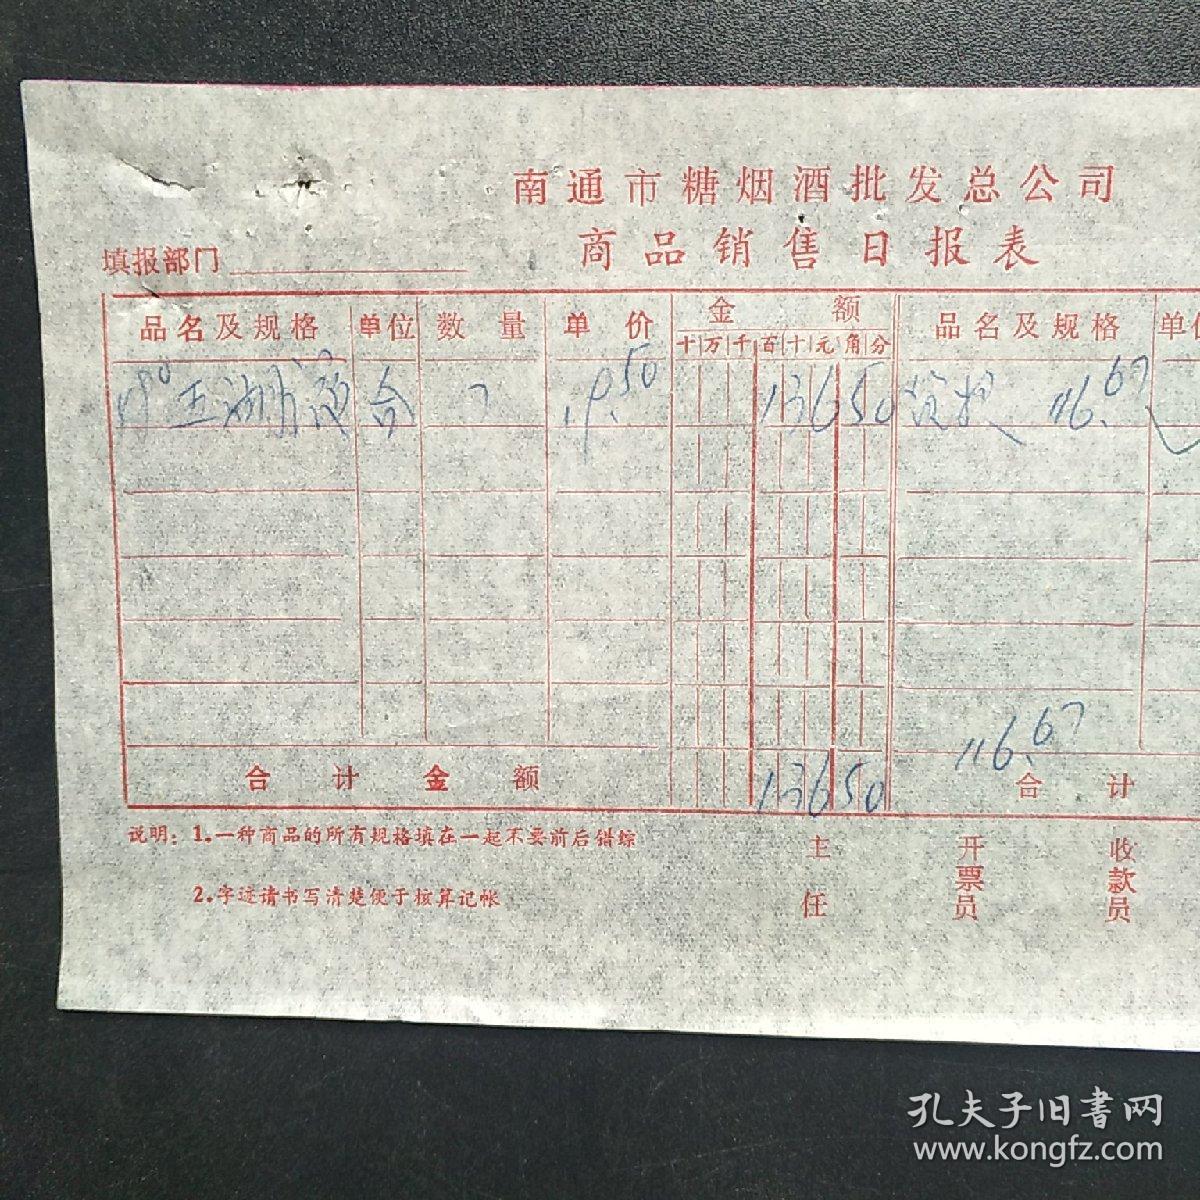 南通市糖烟酒批发总公司
商品销售日报表
填报部门
品名及规格 单位 数量 单价 金额 品名及规格 单位
十 万 千 百 十 元 角 分
7 19.50 136 50 116.67
116.67
合计金额 136 50 合计
说明：1.一种商品的所有规格填在一起不要前后错综
2.字迹请书写清楚便于核算记帐
主任 开票员 收款员
孔夫子旧书网
www.kongfz.com